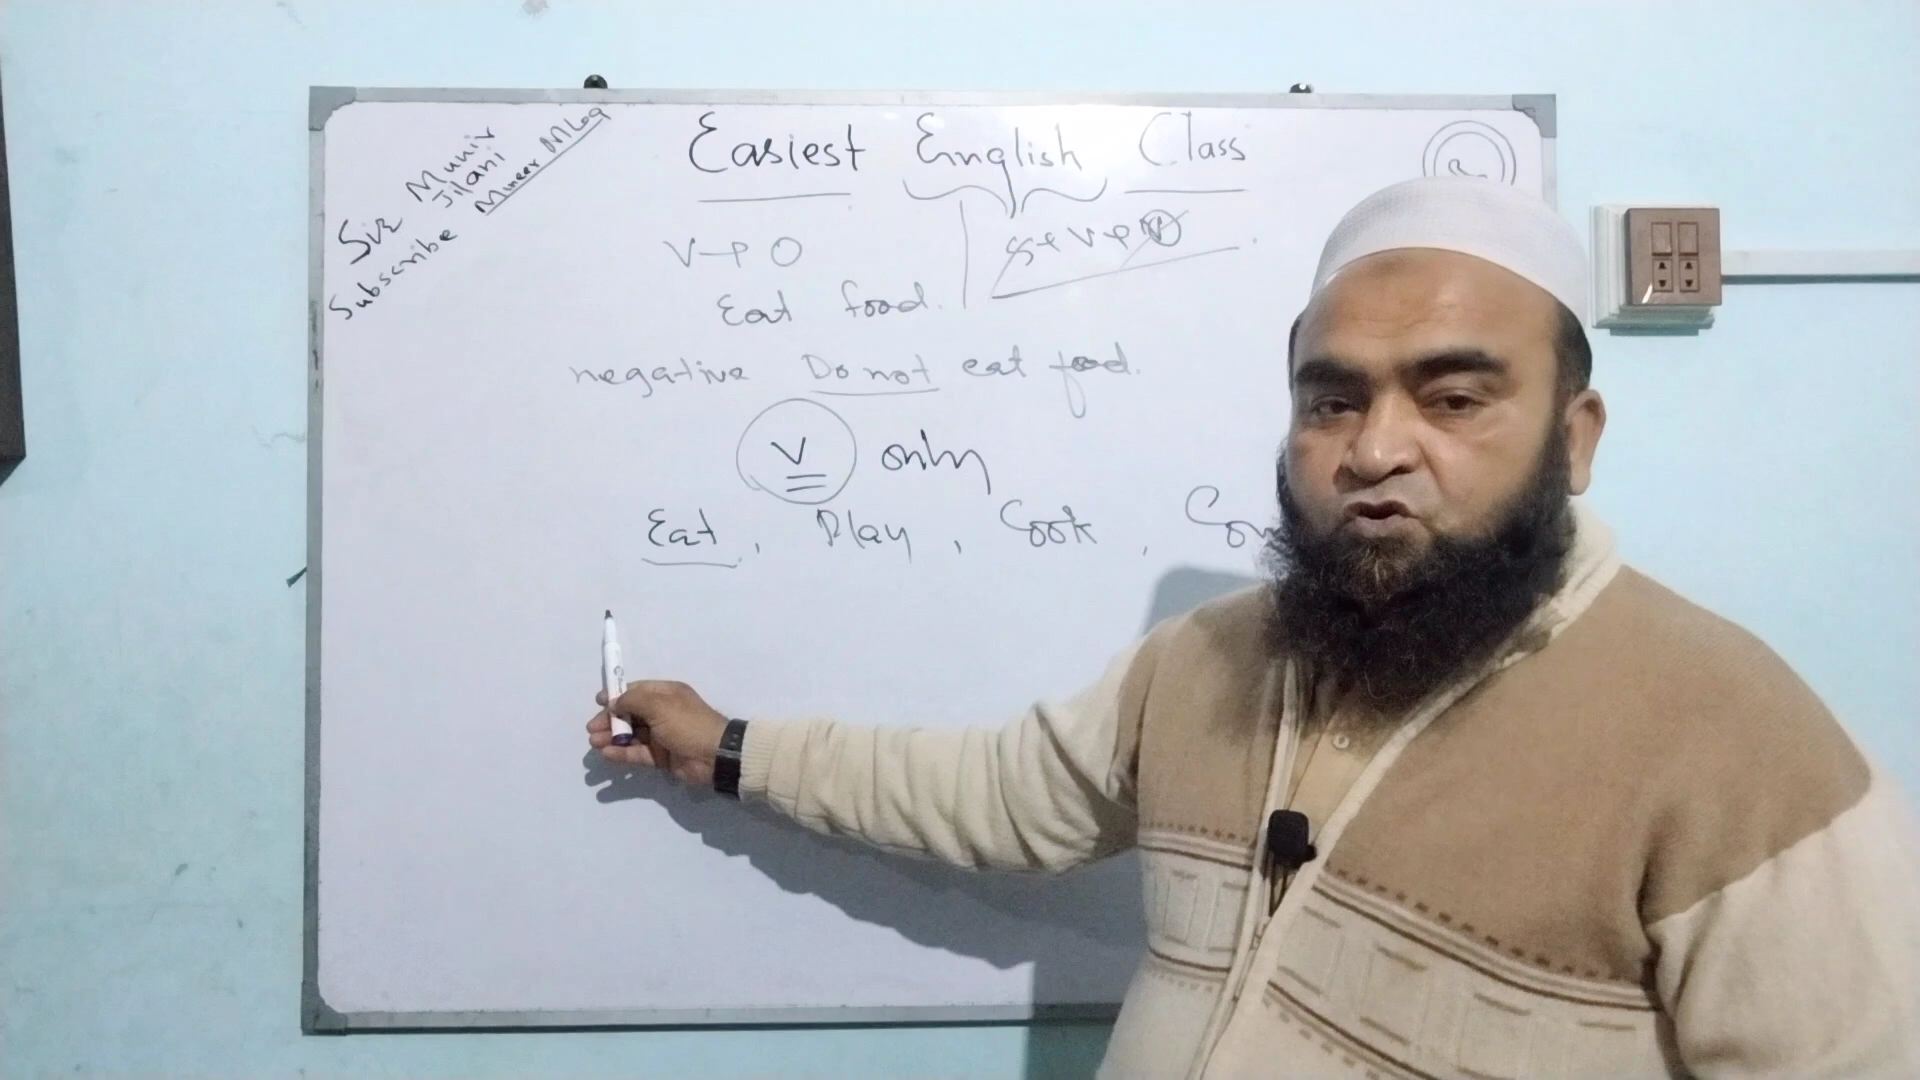 Easiest English Class
Sir Munir
Jilani
Subscribe Muneer MLog
V + O
S + V + O
Eat food.
negative Do not eat food.
V only
Eat, Play, Cook,